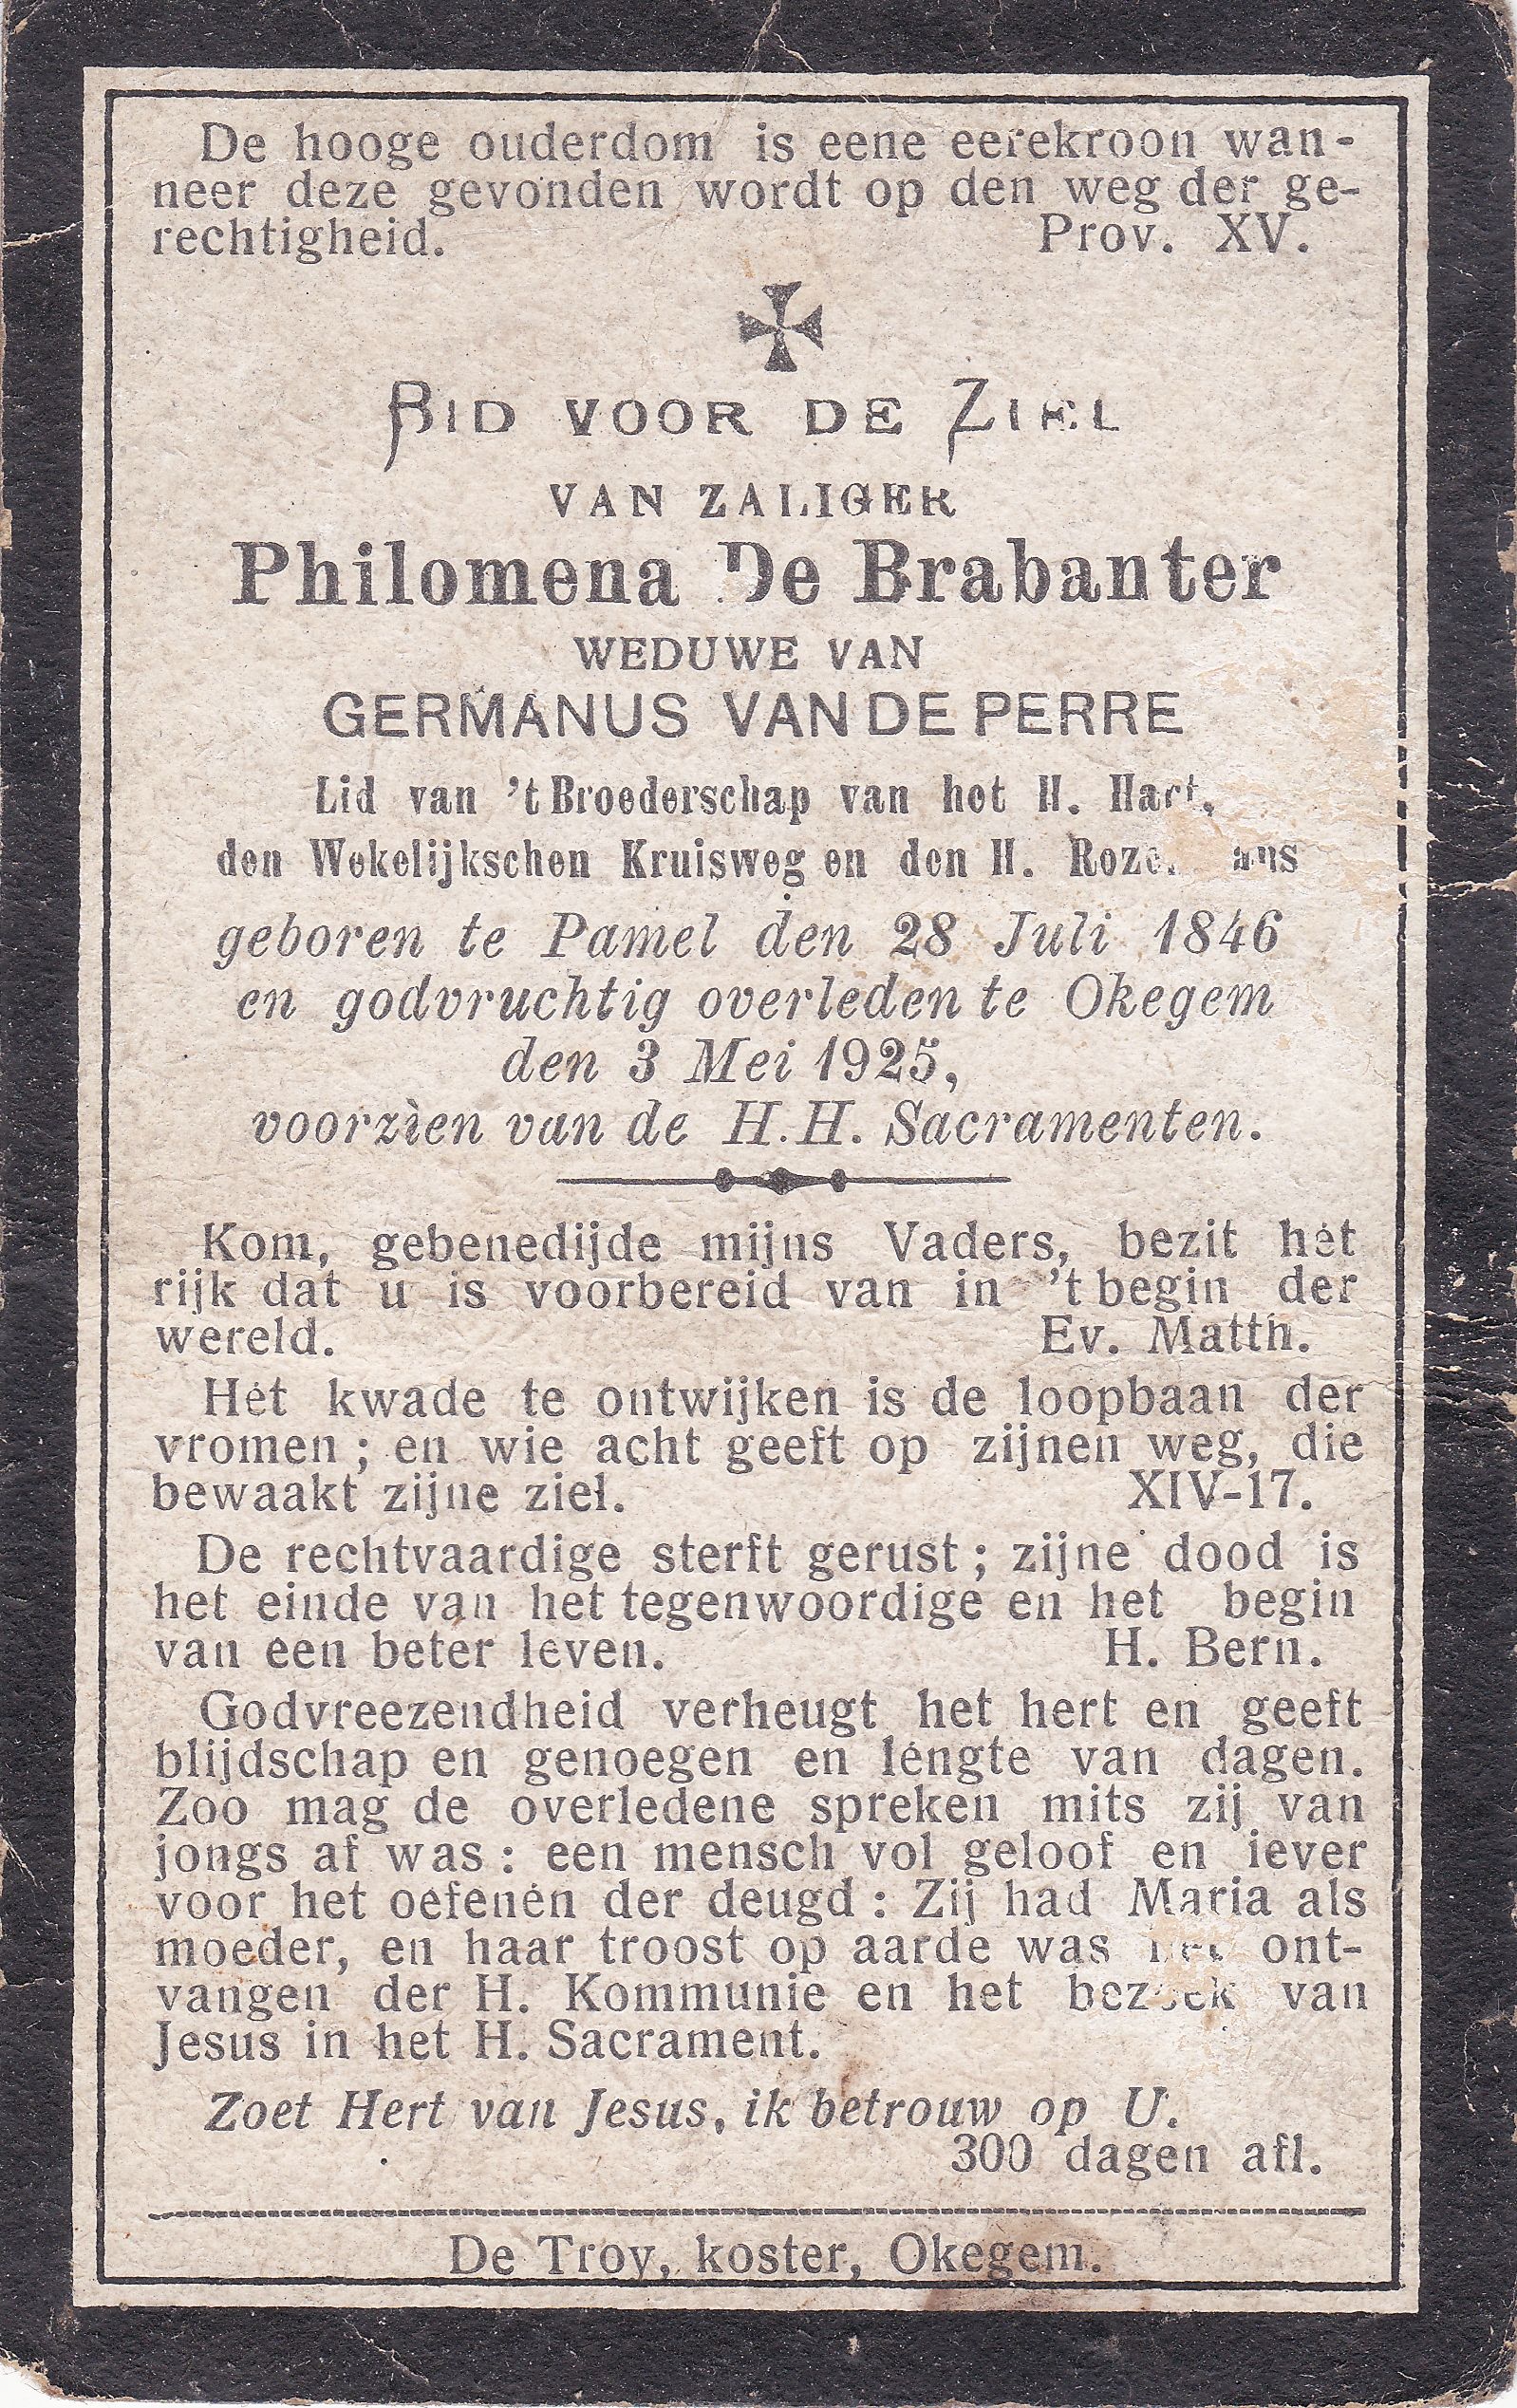 De hooge ouderdom is eene eerekroon wan-
neer deze gevonden wordt op den weg der ge-
rechtigheid. Prov. XV.
BID VOOR DE ZIEL
VAN ZALIGER
Philomena De Brabanter
WEDUWE VAN
GERMANUS VAN DE PERRE
Lid van 't Broederschap van het H. Hart,
den Wekelijkschen Kruisweg en den H.
geboren te Pamel den 28 Juli 1846
en godvruchtig overleden te Okegem
den 3 Mei 1925,
voorzien van de H.H. Sacramenten.
Kom, gebenedijde mijns Vaders, bezit het
rijk dat u is voorbereid van in 't begin der
wereld. Ev. Matth.
Het kwade te ontwijken is de loopbaan der
vromen ; en wie acht geeft op zijnen weg, die
bewaakt zijne ziel. XIV-17.
De rechtvaardige sterft gerust ; zijne dood is
het einde van het tegenwoordige en het begin
van een beter leven. H. Bern.
Godvreezendheid verheugt het hert en geeft
blijdschap en genoegen en lengte van dagen.
Zoo mag de overledene spreken mits zij van
jongs af was : een mensch vol geloof en iever
voor het oefenen der deugd : Zij had Maria als
moeder, en haar troost op aarde was het ont-
vangen der H. Kommunie en het bezoek van
Jesus in het H. Sacrament.
Zoet Hert van Jesus, ik betrouw op U.
300 dagen afl.
De Troy, koster, Okegem.